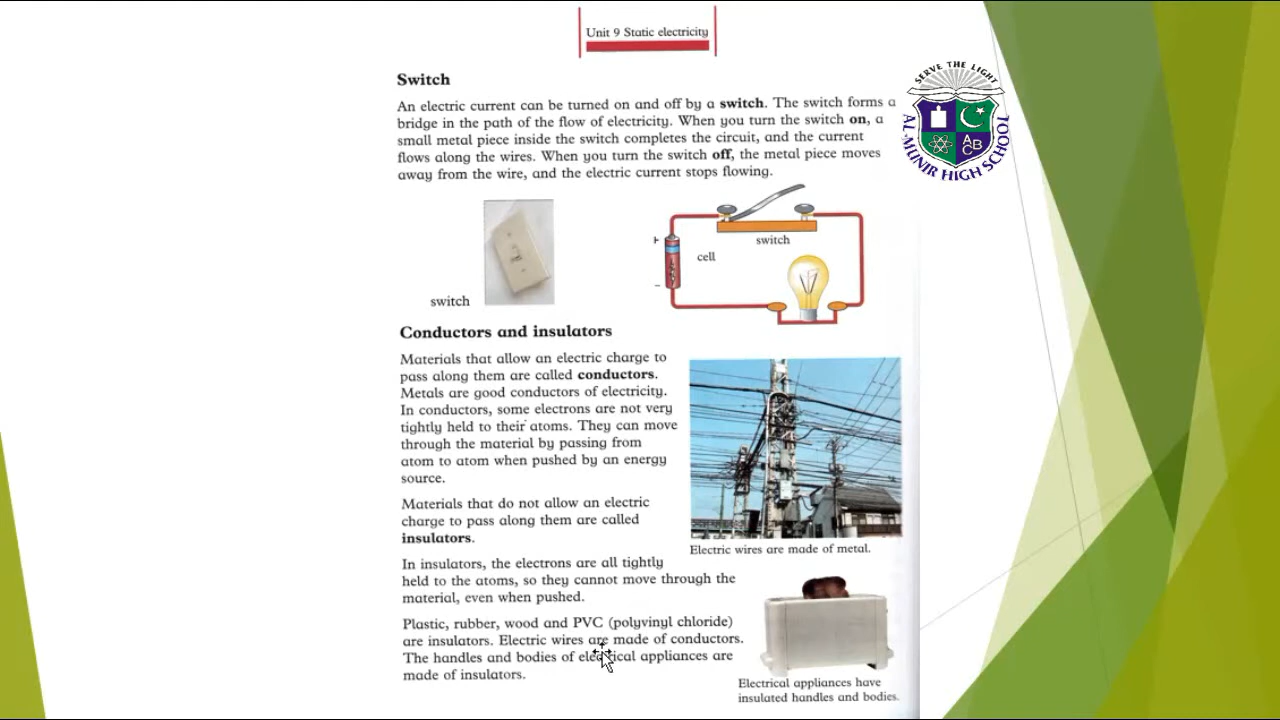 Unit 9 Static electricity
SERVE THE LIGHT
AL-MUNIR HIGH SCHOOL
A
B
C
Switch
An electric current can be turned on and off by a switch. The switch forms a
bridge in the path of the flow of electricity. When you turn the switch on, a
small metal piece inside the switch completes the circuit, and the current
flows along the wires. When you turn the switch off, the metal piece moves
away from the wire, and the electric current stops flowing.
switch
+
cell
-
switch
Conductors and insulators
Materials that allow an electric charge to
pass along them are called conductors.
Metals are good conductors of electricity.
In conductors, some electrons are not very
tightly held to their atoms. They can move
through the material by passing from
atom to atom when pushed by an energy
source.
Materials that do not allow an electric
charge to pass along them are called
insulators.
Electric wires are made of metal.
In insulators, the electrons are all tightly
held to the atoms, so they cannot move through the
material, even when pushed.
Plastic, rubber, wood and PVC (polyvinyl chloride)
are insulators. Electric wires are made of conductors.
The handles and bodies of electrical appliances are
made of insulators.
Electrical appliances have
insulated handles and bodies.